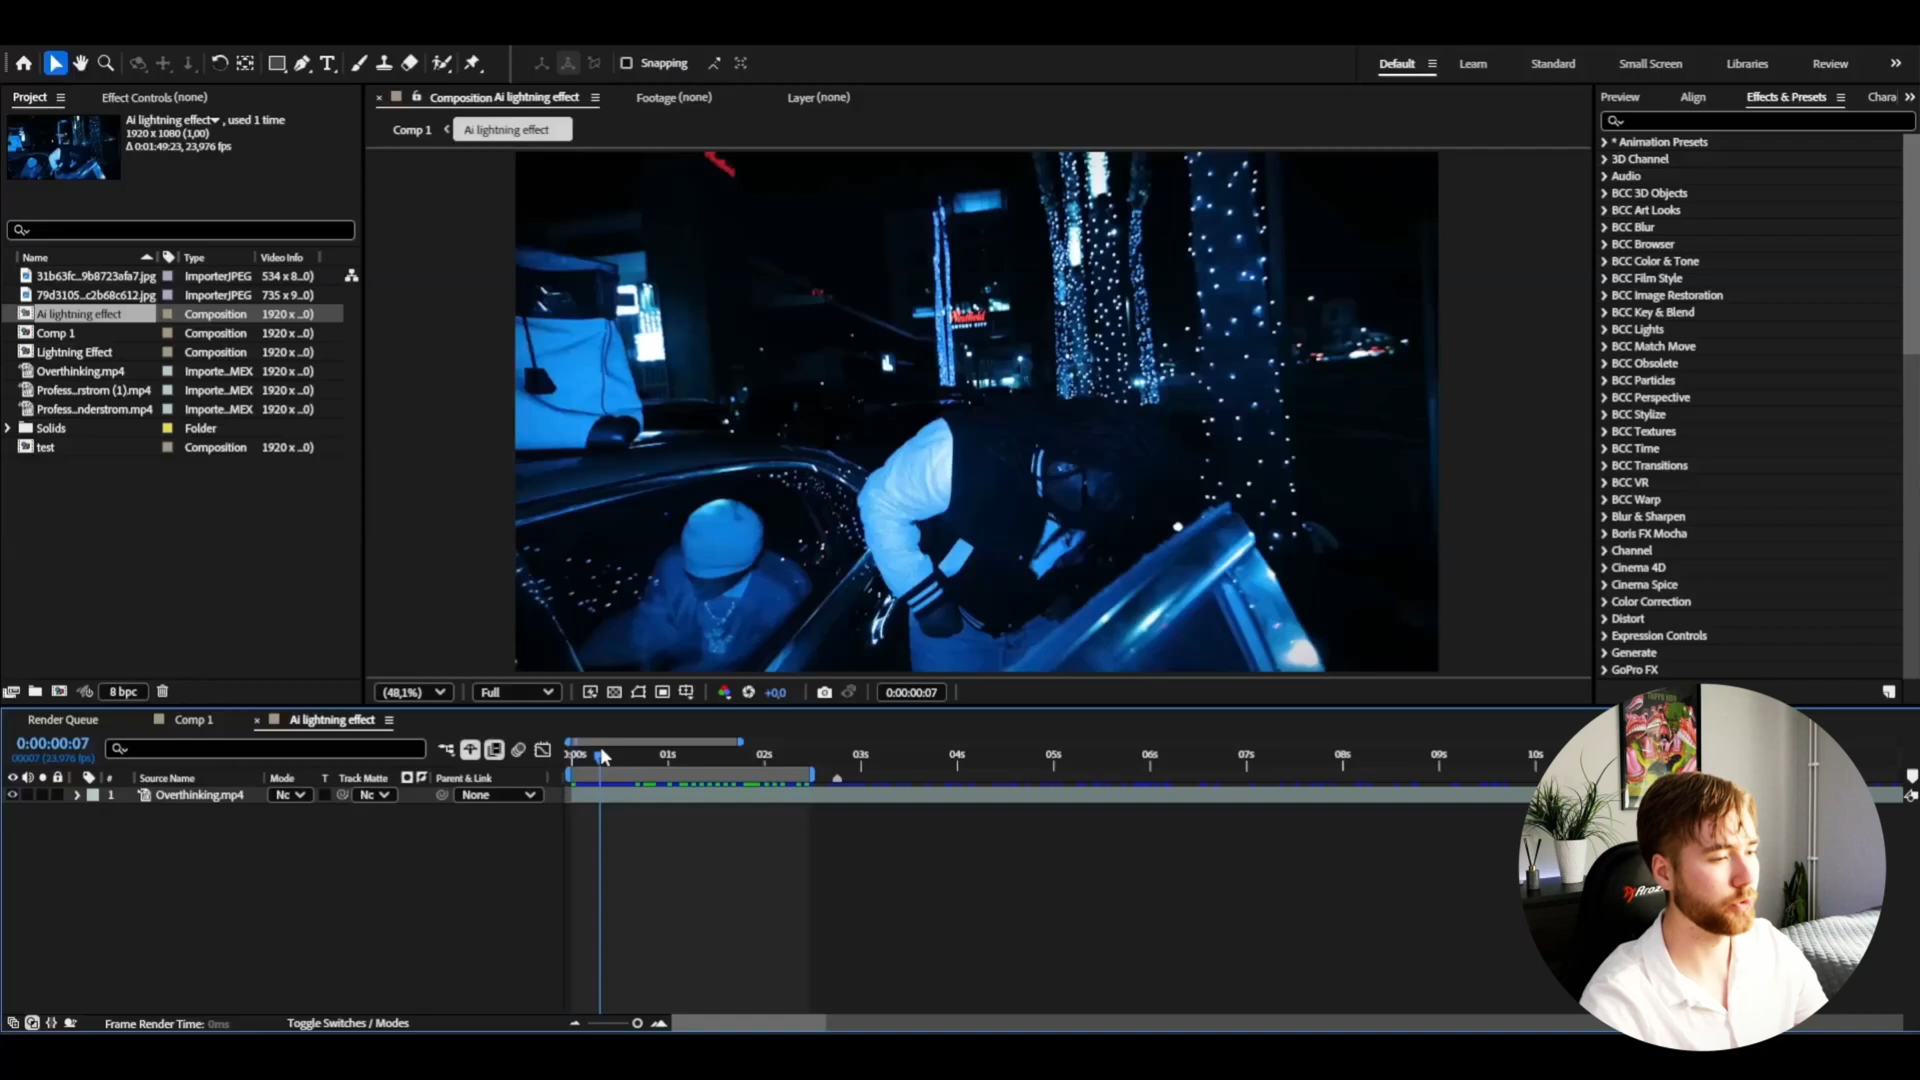 Snapping
Default
Learn
Standard
Small Screen
Libraries
Review
Project
Effect Controls (none)
Ai lightning effect , used 1 time
1920 x 1080 (1,00)
Δ 0:01:49:23, 23,976 fps
Name
Type
Video Info
31b63fc...9b8723afa7.jpg ImporterJPEG 534 x 8...0)
79d3105...c2b68c612.jpg ImporterJPEG 735 x 9...0)
Ai lightning effect Composition 1920 x ...0)
Comp 1 Composition 1920 x ...0)
Lightning Effect Composition 1920 x ...0)
Overthinking.mp4 Importe...MEX 1920 x ...0)
Profess...rstrom (1).mp4 Importe...MEX 1920 x ...0)
Profess...nderstrom.mp4 Importe...MEX 1920 x ...0)
Solids Folder
test Composition 1920 x ...0)
8 bpc
Composition Ai lightning effect
Footage (none)
Layer (none)
Comp 1
Ai lightning effect
Westfield
CENTURY CITY
(48,1%)
Full
+0,0
0:00:00:07
Preview
Align
Effects & Presets
Chara
* Animation Presets
3D Channel
Audio
BCC 3D Objects
BCC Art Looks
BCC Blur
BCC Browser
BCC Color & Tone
BCC Film Style
BCC Image Restoration
BCC Key & Blend
BCC Lights
BCC Match Move
BCC Obsolete
BCC Particles
BCC Perspective
BCC Stylize
BCC Textures
BCC Time
BCC Transitions
BCC VR
BCC Warp
Blur & Sharpen
Boris FX Mocha
Channel
Cinema 4D
Cinema Spice
Color Correction
Distort
Expression Controls
Generate
GoPro FX
Render Queue
Comp 1
Ai lightning effect
0:00:00:07
00007 (23.976 fps)
:00s 01s 02s 03s 04s 05s 06s 07s 08s 09s 10s
# Source Name Mode T Track Matte Parent & Link
1 Overthinking.mp4 Nc Nc None
Frame Render Time: 0ms
Toggle Switches / Modes